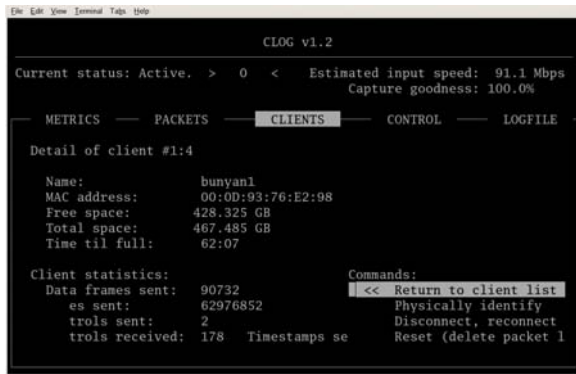 File Edit View Terminal Tabs Help
CLOG v1.2
Current status: Active. > O < Estimated input speed: 91.1 Mbps
Capture goodness: 100.0%
METRICS PACKETS CLIENTS CONTROL LOGFILE
Detail of client #1:4
Name: bunyan1
MAC address: 00:0D:93:76:E2:98
Free space: 428.325 GB
Total space: 467.485 GB
Time til full: 62:07
Client statistics: Commands:
Data frames sent: 90732 << Return to client list
es sent: 62976852 Physically identify
trols sent: 2 Disconnect, reconnect
trols received: 178 Timestamps se Reset (delete packet l